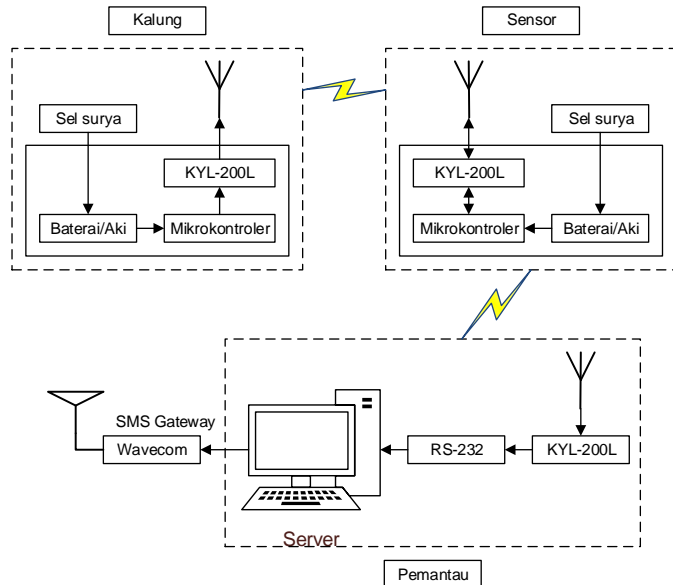 Kalung
Sensor
Sel surya
KYL-200L
Baterai/Aki
Mikrokontroler
Sel surya
KYL-200L
Mikrokontroler
Baterai/Aki
SMS Gateway
Wavecom
RS-232
KYL-200L
Server
Pemantau